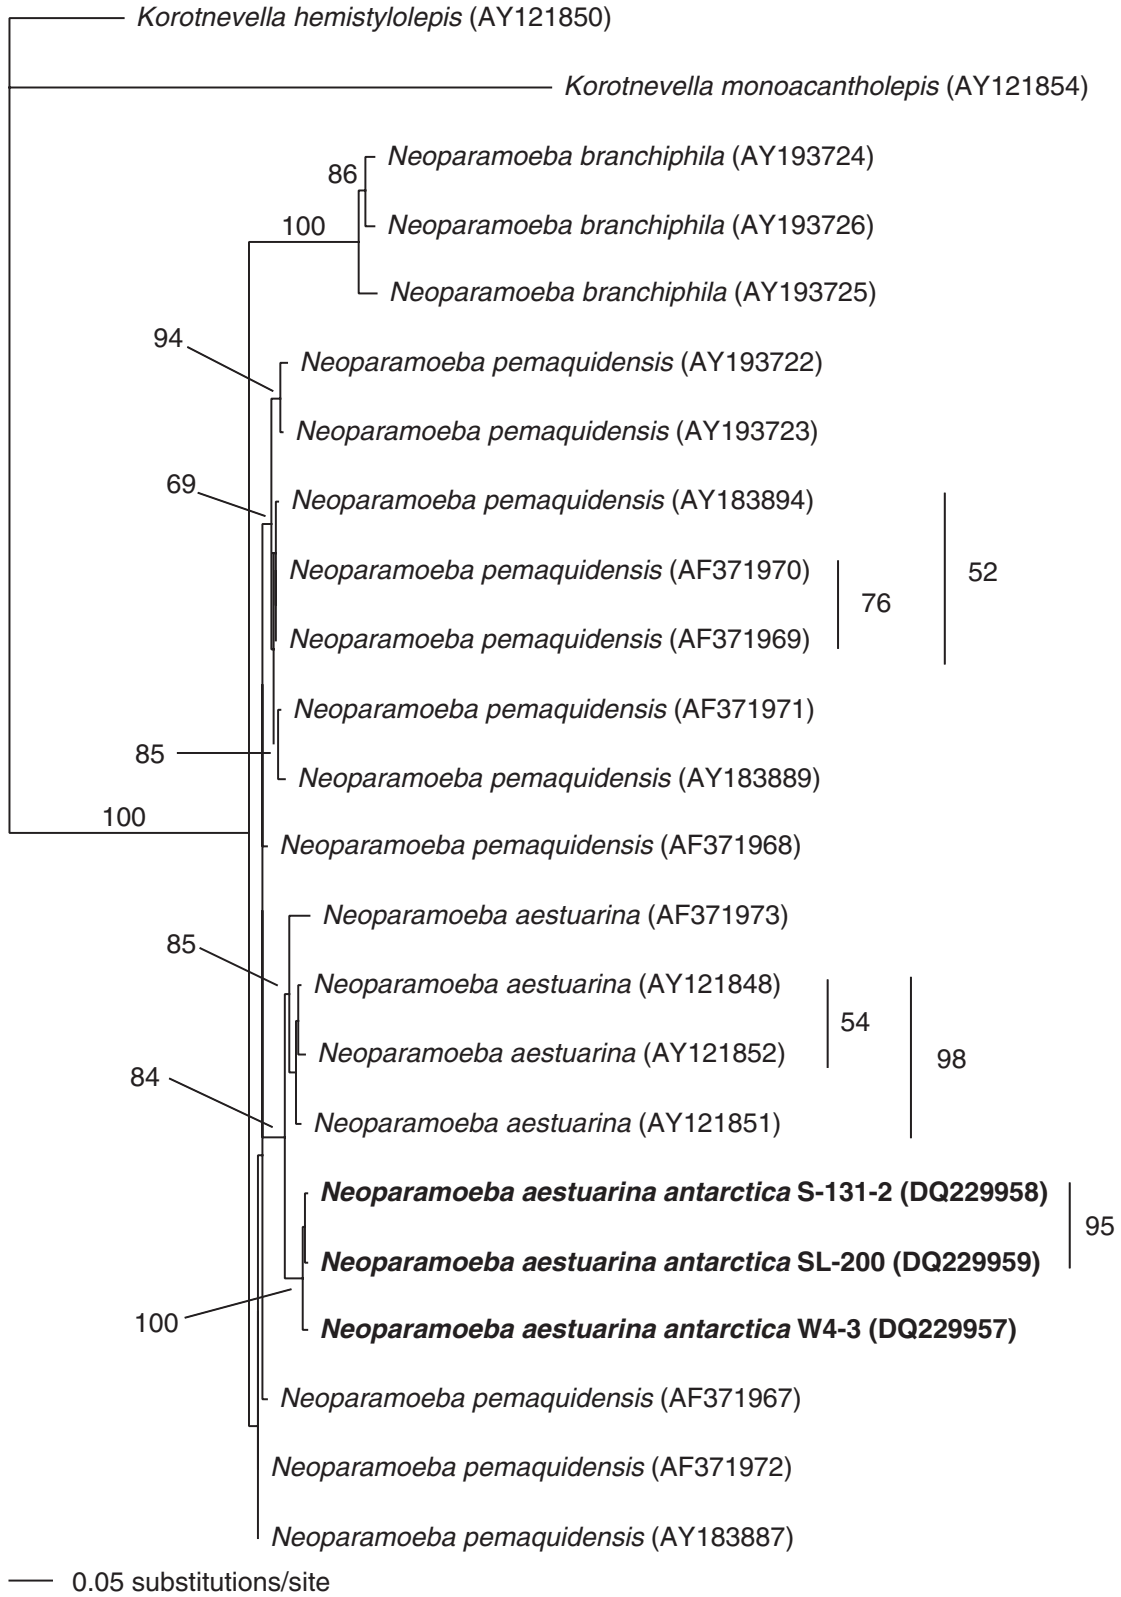 Korotnevella hemistylolepis (AY121850)
Korotnevella monoacantholepis (AY121854)
Neoparamoeba branchiphila (AY193724)
86
100
Neoparamoeba branchiphila (AY193726)
Neoparamoeba branchiphila (AY193725)
94
Neoparamoeba pemaquidensis (AY193722)
Neoparamoeba pemaquidensis (AY193723)
69
Neoparamoeba pemaquidensis (AY183894)
Neoparamoeba pemaquidensis (AF371970)
52
76
Neoparamoeba pemaquidensis (AF371969)
Neoparamoeba pemaquidensis (AF371971)
85
Neoparamoeba pemaquidensis (AY183889)
100
Neoparamoeba pemaquidensis (AF371968)
Neoparamoeba aestuarina (AF371973)
85
Neoparamoeba aestuarina (AY121848)
54
Neoparamoeba aestuarina (AY121852)
98
84
Neoparamoeba aestuarina (AY121851)
Neoparamoeba aestuarina antarctica S-131-2 (DQ229958)
95
Neoparamoeba aestuarina antarctica SL-200 (DQ229959)
100
Neoparamoeba aestuarina antarctica W4-3 (DQ229957)
Neoparamoeba pemaquidensis (AF371967)
Neoparamoeba pemaquidensis (AF371972)
Neoparamoeba pemaquidensis (AY183887)
0.05 substitutions/site